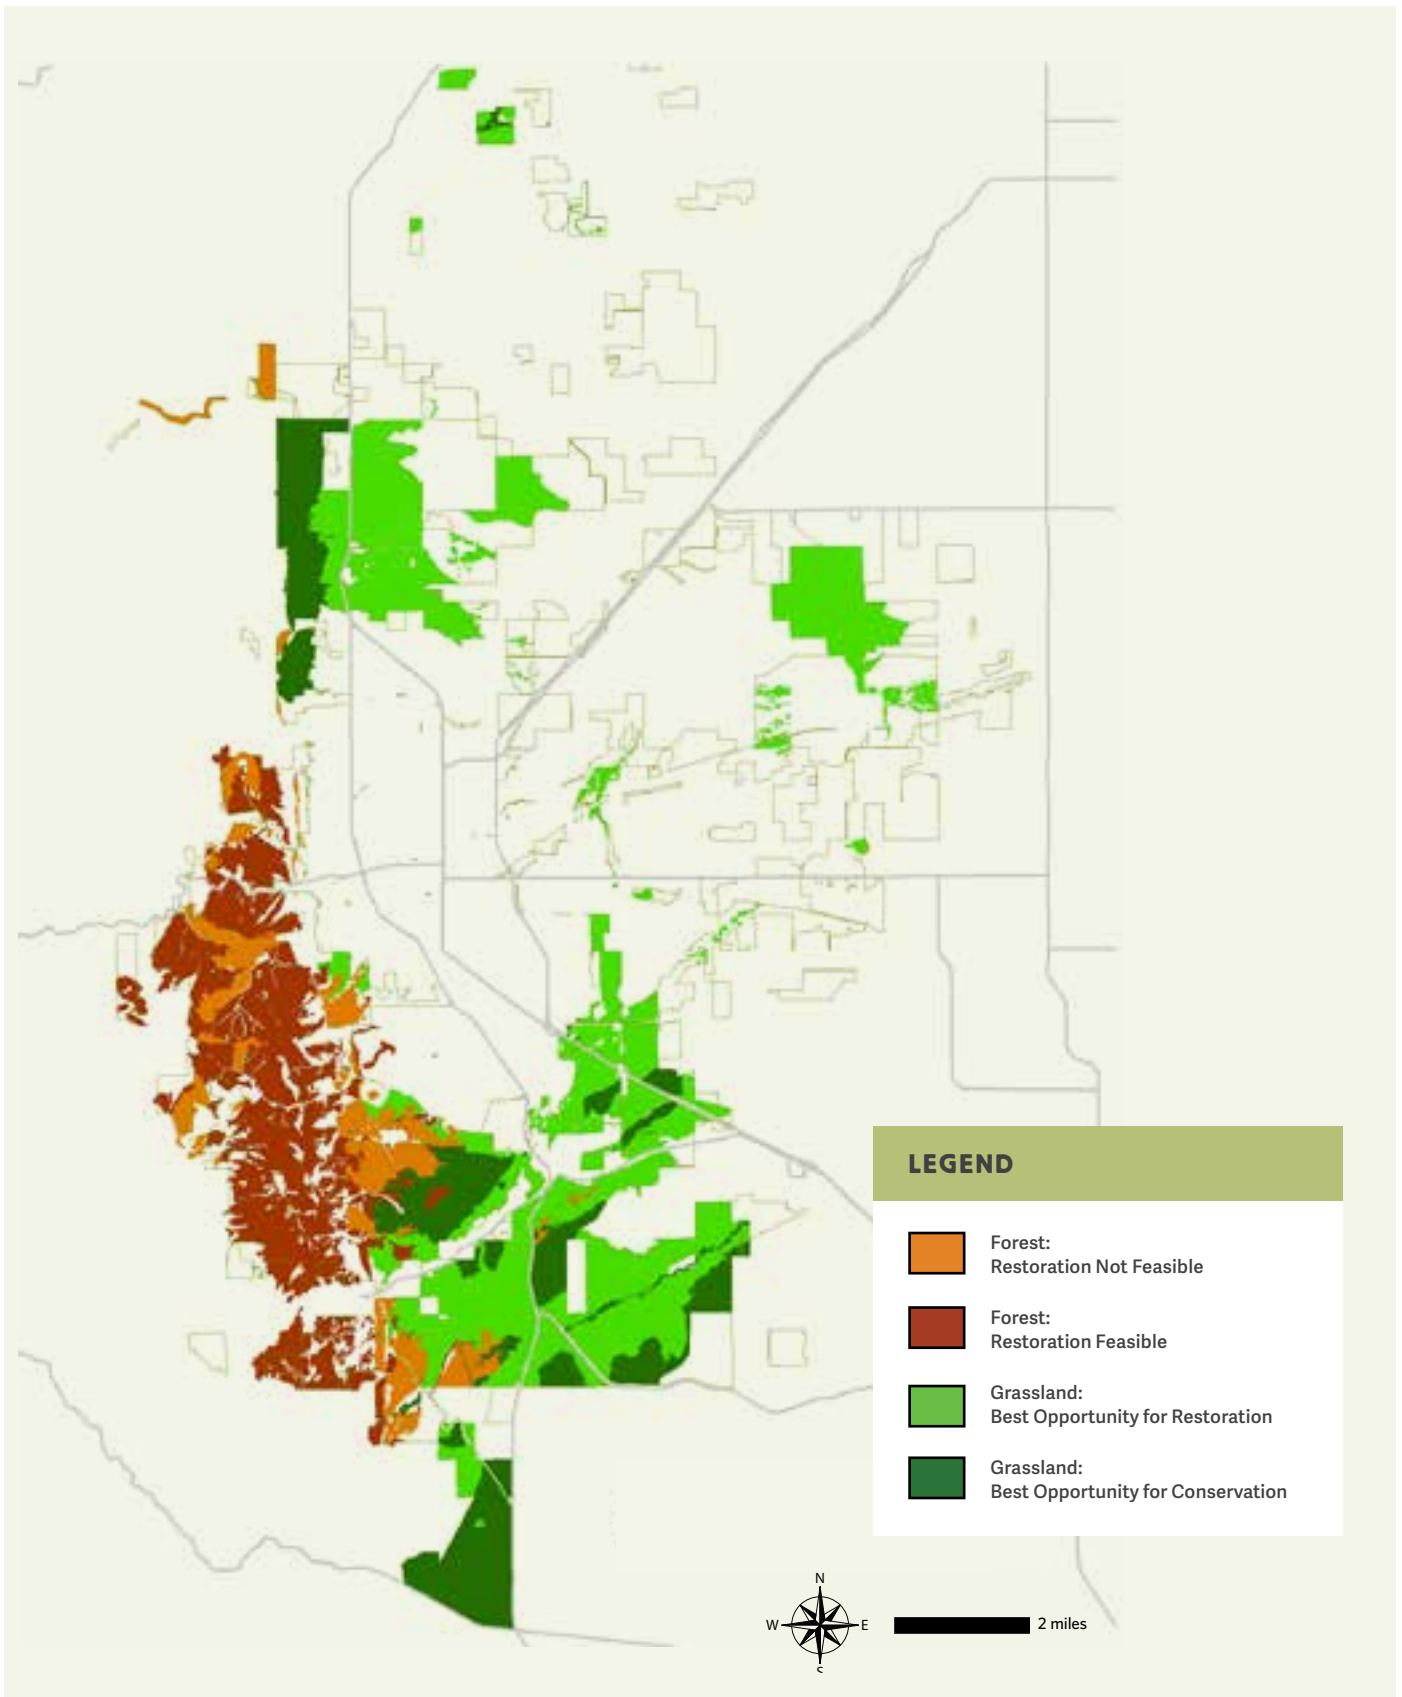 LEGEND
Forest:
Restoration Not Feasible
Forest:
Restoration Feasible
Grassland:
Best Opportunity for Restoration
Grassland:
Best Opportunity for Conservation
N
W
E
S
2 miles